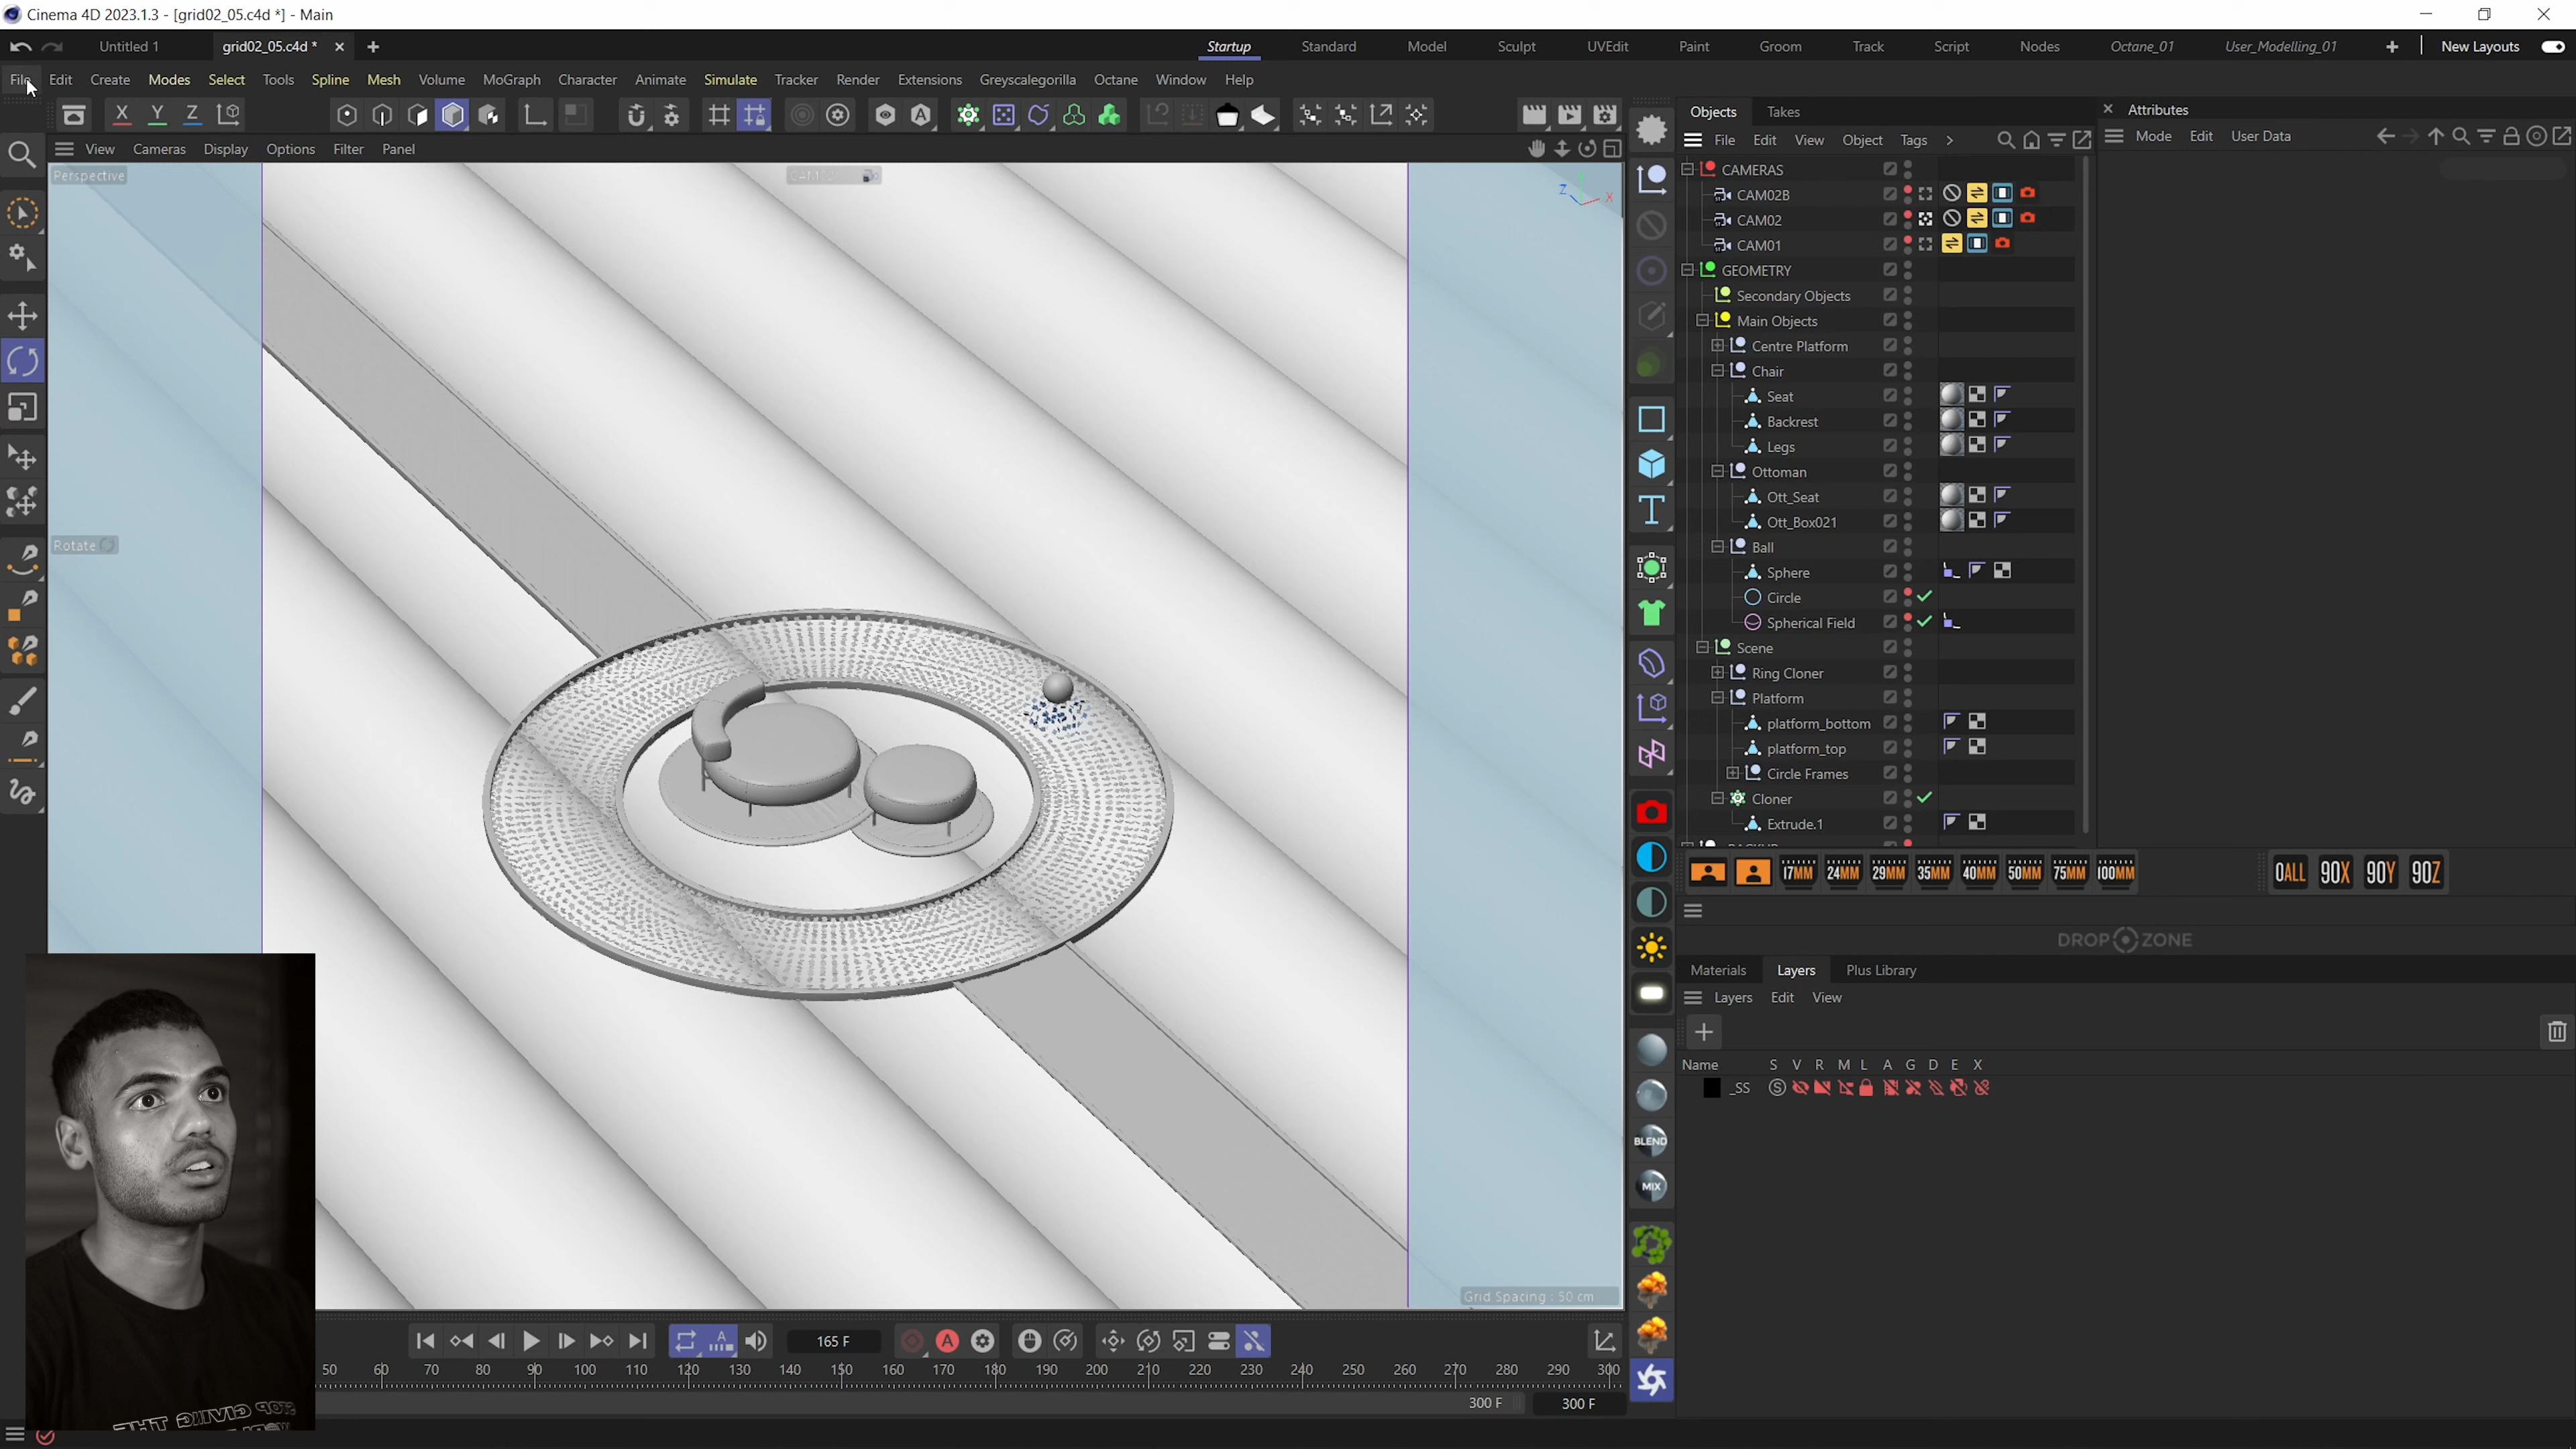 Cinema 4D 2023.1.3 - [grid02_05.c4d *] - Main
Untitled 1
grid02_05.c4d *
Startup
Standard
Model
Sculpt
UVEdit
Paint
Groom
Track
Script
Nodes
Octane_01
User_Modelling_01
New Layouts
File Edit Create Modes Select Tools Spline Mesh Volume MoGraph Character Animate Simulate Tracker Render Extensions Greyscalegorilla Octane Window Help
X Y Z
View Cameras Display Options Filter Panel
Perspective
Z X
Rotate
Grid Spacing : 50 cm
Objects Takes
File Edit View Object Tags
CAMERAS
CAM02B
CAM02
CAM01
GEOMETRY
Secondary Objects
Main Objects
Centre Platform
Chair
Seat
Backrest
Legs
Ottoman
Ott_Seat
Ott_Box021
Ball
Sphere
Circle
Spherical Field
Scene
Ring Cloner
Platform
platform_bottom
platform_top
Circle Frames
Cloner
Extrude.1
Attributes
Mode Edit User Data
17MM 24MM 29MM 35MM 40MM 50MM 75MM 100MM
0ALL 90X 90Y 90Z
DROP ZONE
Materials Layers Plus Library
Layers Edit View
Name S V R M L A G D E X
_SS
BLEND
MIX
165 F
50 60 70 80 90 100 110 120 130 140 150 160 170 180 190 200 210 220 230 240 250 260 270 280 290 300
300 F
300 F